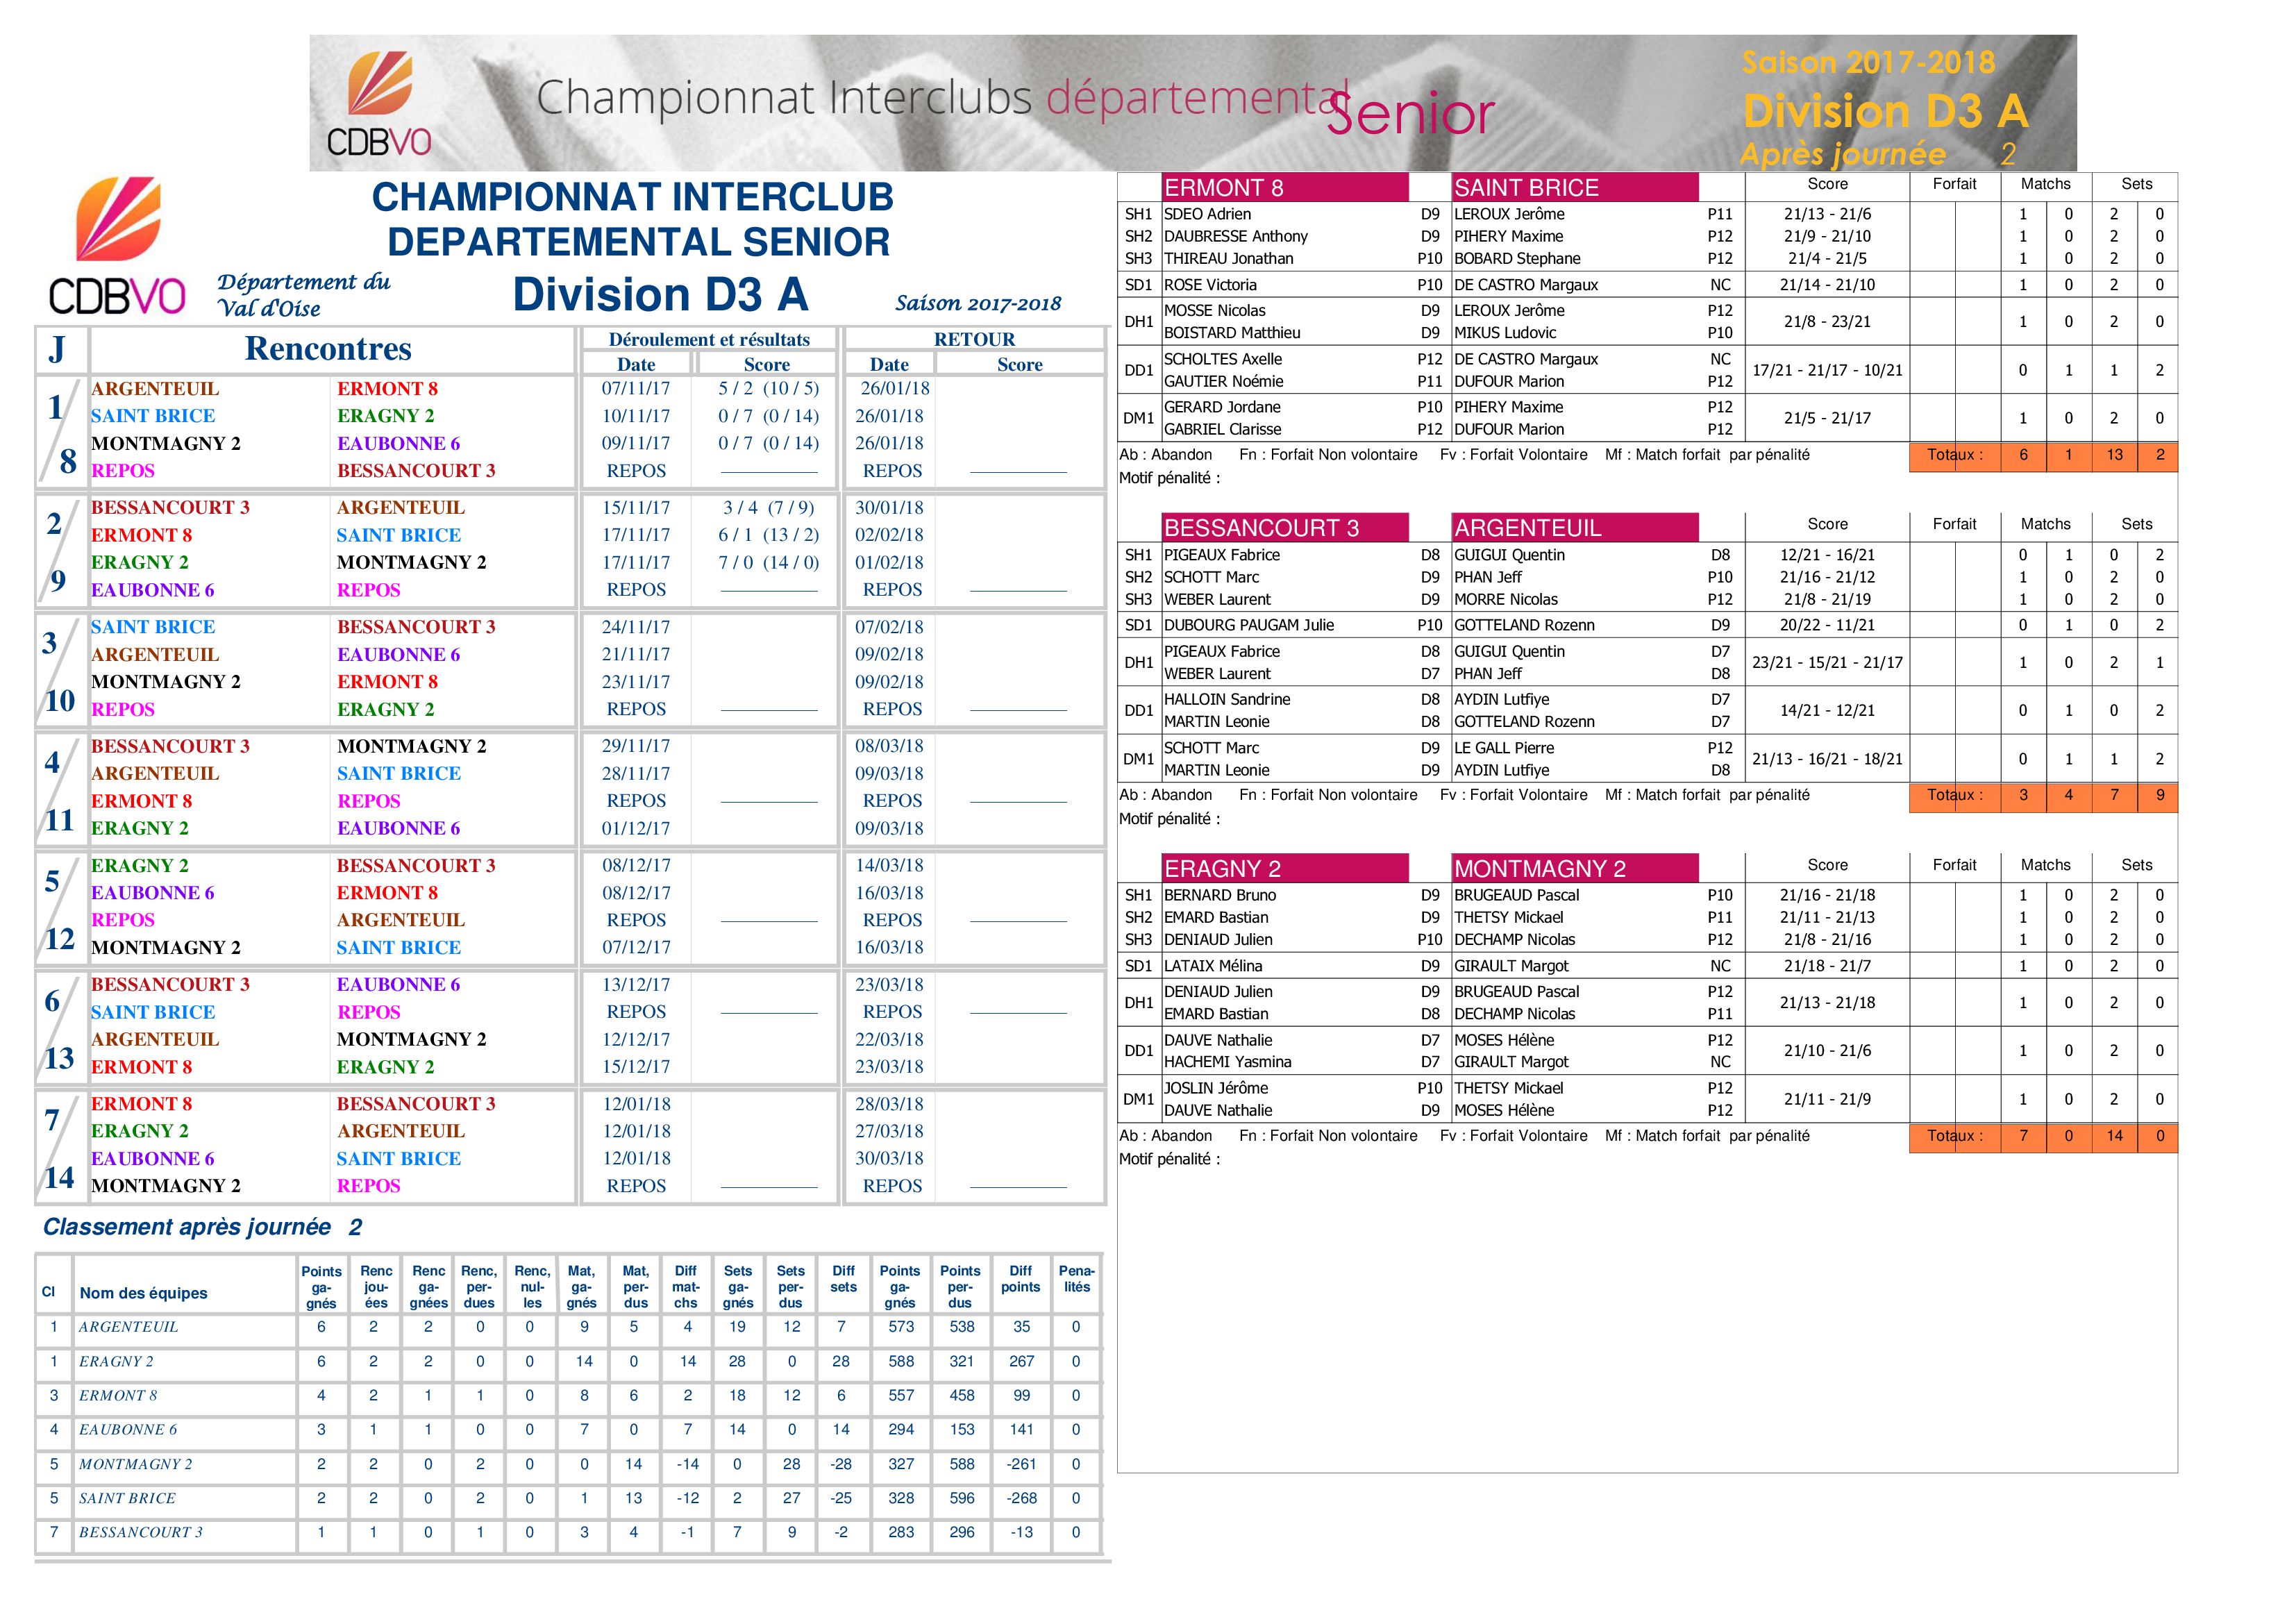 CDBVO
Championnat Interclubs départemental
Senior
Saison 2017-2018
Division D3 A
Après journée 2
CDBVO
CHAMPIONNAT INTERCLUB
DEPARTEMENTAL SENIOR
Département du
Val d'Oise
Division D3 A
Saison 2017-2018
J Rencontres Déroulement et résultats RETOUR
Date Score Date Score
1/8
ARGENTEUIL ERMONT 8 07/11/17 5 / 2 (10 / 5) 26/01/18
SAINT BRICE ERAGNY 2 10/11/17 0 / 7 (0 / 14) 26/01/18
MONTMAGNY 2 EAUBONNE 6 09/11/17 0 / 7 (0 / 14) 26/01/18
REPOS BESSANCOURT 3 REPOS REPOS
2/9
BESSANCOURT 3 ARGENTEUIL 15/11/17 3 / 4 (7 / 9) 30/01/18
ERMONT 8 SAINT BRICE 17/11/17 6 / 1 (13 / 2) 02/02/18
ERAGNY 2 MONTMAGNY 2 17/11/17 7 / 0 (14 / 0) 01/02/18
EAUBONNE 6 REPOS REPOS REPOS
3/10
SAINT BRICE BESSANCOURT 3 24/11/17 07/02/18
ARGENTEUIL EAUBONNE 6 21/11/17 09/02/18
MONTMAGNY 2 ERMONT 8 23/11/17 09/02/18
REPOS ERAGNY 2 REPOS REPOS
4/11
BESSANCOURT 3 MONTMAGNY 2 29/11/17 08/03/18
ARGENTEUIL SAINT BRICE 28/11/17 09/03/18
ERMONT 8 REPOS REPOS REPOS
ERAGNY 2 EAUBONNE 6 01/12/17 09/03/18
5/12
ERAGNY 2 BESSANCOURT 3 08/12/17 14/03/18
EAUBONNE 6 ERMONT 8 08/12/17 16/03/18
REPOS ARGENTEUIL REPOS REPOS
MONTMAGNY 2 SAINT BRICE 07/12/17 16/03/18
6/13
BESSANCOURT 3 EAUBONNE 6 13/12/17 23/03/18
SAINT BRICE REPOS REPOS REPOS
ARGENTEUIL MONTMAGNY 2 12/12/17 22/03/18
ERMONT 8 ERAGNY 2 15/12/17 23/03/18
7/14
ERMONT 8 BESSANCOURT 3 12/01/18 28/03/18
ERAGNY 2 ARGENTEUIL 12/01/18 27/03/18
EAUBONNE 6 SAINT BRICE 12/01/18 30/03/18
MONTMAGNY 2 REPOS REPOS REPOS
Classement après journée 2
Cl Nom des équipes Points ga-gnés Renc jou-ées Renc ga-gnées Renc, per-dues Renc, nul-les Mat, ga-gnés Mat, per-dus Diff mat-chs Sets ga-gnés Sets per-dus Diff sets Points ga-gnés Points per-dus Diff points Pena-lités
1 ARGENTEUIL 6 2 2 0 0 9 5 4 19 12 7 573 538 35 0
1 ERAGNY 2 6 2 2 0 0 14 0 14 28 0 28 588 321 267 0
3 ERMONT 8 4 2 1 1 0 8 6 2 18 12 6 557 458 99 0
4 EAUBONNE 6 3 1 1 0 0 7 0 7 14 0 14 294 153 141 0
5 MONTMAGNY 2 2 2 0 2 0 0 14 -14 0 28 -28 327 588 -261 0
5 SAINT BRICE 2 2 0 2 0 1 13 -12 2 27 -25 328 596 -268 0
7 BESSANCOURT 3 1 1 0 1 0 3 4 -1 7 9 -2 283 296 -13 0
ERMONT 8 SAINT BRICE Score Forfait Matchs Sets
SH1 SDEO Adrien D9 LEROUX Jerôme P11 21/13 - 21/6 1 0 2 0
SH2 DAUBRESSE Anthony D9 PIHERY Maxime P12 21/9 - 21/10 1 0 2 0
SH3 THIREAU Jonathan P10 BOBARD Stephane P12 21/4 - 21/5 1 0 2 0
SD1 ROSE Victoria P10 DE CASTRO Margaux NC 21/14 - 21/10 1 0 2 0
DH1 MOSSE Nicolas D9 LEROUX Jerôme P12 21/8 - 23/21 1 0 2 0
BOISTARD Matthieu D9 MIKUS Ludovic P10
DD1 SCHOLTES Axelle P12 DE CASTRO Margaux NC 17/21 - 21/17 - 10/21 0 1 1 2
GAUTIER Noémie P11 DUFOUR Marion P12
DM1 GERARD Jordane P10 PIHERY Maxime P12 21/5 - 21/17 1 0 2 0
GABRIEL Clarisse P12 DUFOUR Marion P12
Ab : Abandon Fn : Forfait Non volontaire Fv : Forfait Volontaire Mf : Match forfait par pénalité Totaux : 6 1 13 2
Motif pénalité :
BESSANCOURT 3 ARGENTEUIL Score Forfait Matchs Sets
SH1 PIGEAUX Fabrice D8 GUIGUI Quentin D8 12/21 - 16/21 0 1 0 2
SH2 SCHOTT Marc D9 PHAN Jeff P10 21/16 - 21/12 1 0 2 0
SH3 WEBER Laurent D9 MORRE Nicolas P12 21/8 - 21/19 1 0 2 0
SD1 DUBOURG PAUGAM Julie P10 GOTTELAND Rozenn D9 20/22 - 11/21 0 1 0 2
DH1 PIGEAUX Fabrice D8 GUIGUI Quentin D7 23/21 - 15/21 - 21/17 1 0 2 1
WEBER Laurent D7 PHAN Jeff D8
DD1 HALLOIN Sandrine D8 AYDIN Lutfiye D7 14/21 - 12/21 0 1 0 2
MARTIN Leonie D8 GOTTELAND Rozenn D7
DM1 SCHOTT Marc D9 LE GALL Pierre P12 21/13 - 16/21 - 18/21 0 1 1 2
MARTIN Leonie D9 AYDIN Lutfiye D8
Ab : Abandon Fn : Forfait Non volontaire Fv : Forfait Volontaire Mf : Match forfait par pénalité Totaux : 3 4 7 9
Motif pénalité :
ERAGNY 2 MONTMAGNY 2 Score Forfait Matchs Sets
SH1 BERNARD Bruno D9 BRUGEAUD Pascal P10 21/16 - 21/18 1 0 2 0
SH2 EMARD Bastian D9 THETSY Mickael P11 21/11 - 21/13 1 0 2 0
SH3 DENIAUD Julien P10 DECHAMP Nicolas P12 21/8 - 21/16 1 0 2 0
SD1 LATAIX Mélina D9 GIRAULT Margot NC 21/18 - 21/7 1 0 2 0
DH1 DENIAUD Julien D9 BRUGEAUD Pascal P12 21/13 - 21/18 1 0 2 0
EMARD Bastian D8 DECHAMP Nicolas P11
DD1 DAUVE Nathalie D7 MOSES Hélène P12 21/10 - 21/6 1 0 2 0
HACHEMI Yasmina D7 GIRAULT Margot NC
DM1 JOSLIN Jérôme P10 THETSY Mickael P12 21/11 - 21/9 1 0 2 0
DAUVE Nathalie D9 MOSES Hélène P12
Ab : Abandon Fn : Forfait Non volontaire Fv : Forfait Volontaire Mf : Match forfait par pénalité Totaux : 7 0 14 0
Motif pénalité :